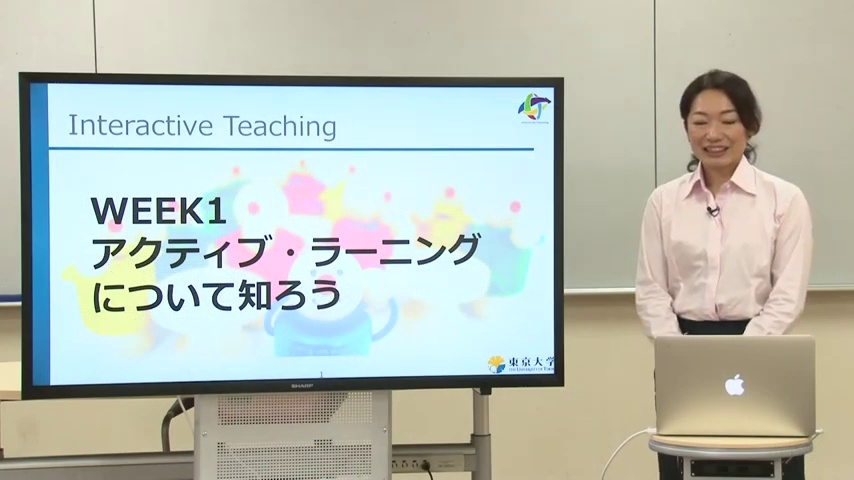 Interactive Teaching
WEEK1
アクティブ・ラーニング
について知ろう
東京大学
SHARP